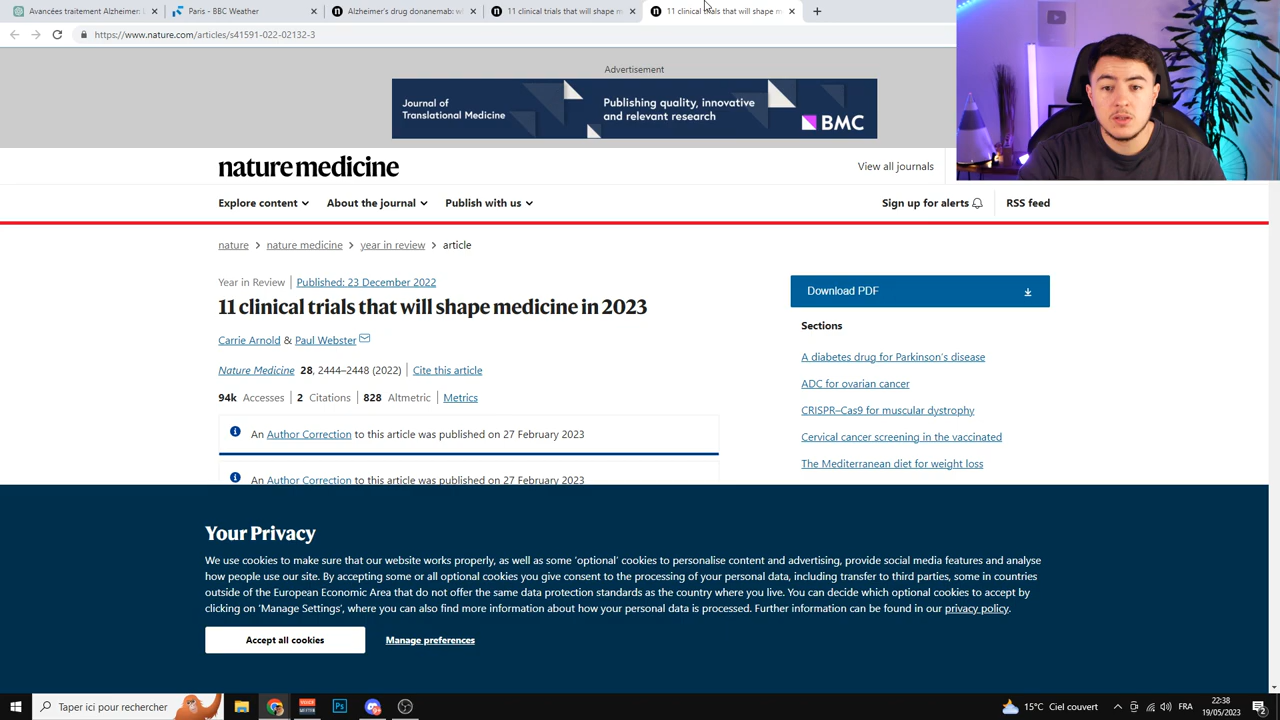 Avancées traitement Alzheimer:
Paris - BBC Weather
Alzheimer's drug donanemab: w
11 clinical trials that will shape m
11 clinical trials that will shape m
https://www.nature.com/articles/s41591-022-02132-3
Advertisement
Journal of
Translational Medicine
Publishing quality, innovative
and relevant research
BMC
nature medicine
View all journals
Explore content
About the journal
Publish with us
Sign up for alerts
RSS feed
nature > nature medicine > year in review > article
Year in Review | Published: 23 December 2022
11 clinical trials that will shape medicine in 2023
Carrie Arnold & Paul Webster
Nature Medicine 28, 2444–2448 (2022) | Cite this article
94k Accesses | 2 Citations | 828 Altmetric | Metrics
An Author Correction to this article was published on 27 February 2023
An Author Correction to this article was published on 27 February 2023
Download PDF
Sections
A diabetes drug for Parkinson's disease
ADC for ovarian cancer
CRISPR–Cas9 for muscular dystrophy
Cervical cancer screening in the vaccinated
The Mediterranean diet for weight loss
Your Privacy
We use cookies to make sure that our website works properly, as well as some 'optional' cookies to personalise content and advertising, provide social media features and analyse
how people use our site. By accepting some or all optional cookies you give consent to the processing of your personal data, including transfer to third parties, some in countries
outside of the European Economic Area that do not offer the same data protection standards as the country where you live. You can decide which optional cookies to accept by
clicking on 'Manage Settings', where you can also find more information about how your personal data is processed. Further information can be found in our privacy policy.
Accept all cookies
Manage preferences
Taper ici pour rechercher
Ps
15°C Ciel couvert
FRA
22:38
19/05/2023
2